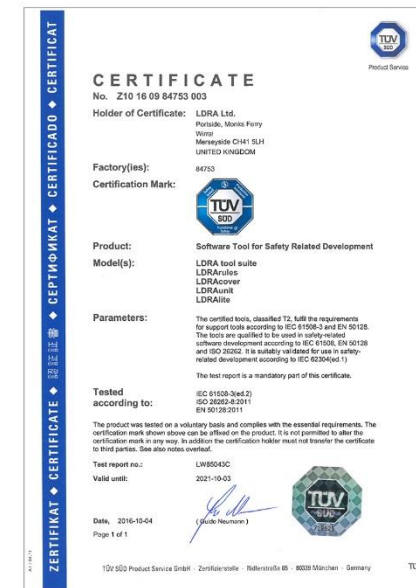 TÜV
SÜD
Product Service
CERTIFICATE
No. Z10 16 09 84753 003
Holder of Certificate: LDRA Ltd.
Portside, Monks Ferry
Wirral
Merseyside CH41 5LH
UNITED KINGDOM
Factory(ies): 84753
Certification Mark:
TÜV
SÜD
Product: Software Tool for Safety Related Development
Model(s): LDRA tool suite
LDRArules
LDRAcover
LDRAunit
LDRAlite
Parameters: The certified tools, classified T2, fulfil the requirements
for support tools according to IEC 61508-3 and EN 50128.
The tools are qualified to be used in safety-related
software development according to IEC 61508, EN 50128
and ISO 26262. It is suitably validated for use in safety-
related development according to IEC 62304(ed.1)
The test report is a mandatory part of this certificate.
Tested
according to: IEC 61508-3(ed.2)
ISO 26262-8:2011
EN 50128:2011
The product was tested on a voluntary basis and complies with the essential requirements. The
certification mark shown above can be affixed on the product. It is not permitted to alter the
certification mark in any way. In addition the certification holder must not transfer the certificate
to third parties. See also notes overleaf.
Test report no.: LW85043C
Valid until: 2021-10-03
Date, 2016-10-04 ( Guido Neumann )
Page 1 of 1
TÜV
SÜD
TÜV SÜD Product Service GmbH · Zertifizierstelle · Ridlerstraße 65 · 80339 München · Germany
ZERTIFIKAT ◆ CERTIFICATE ◆ ◆ СЕРТИФИКАТ ◆ CERTIFICADO ◆ CERTIFICAT